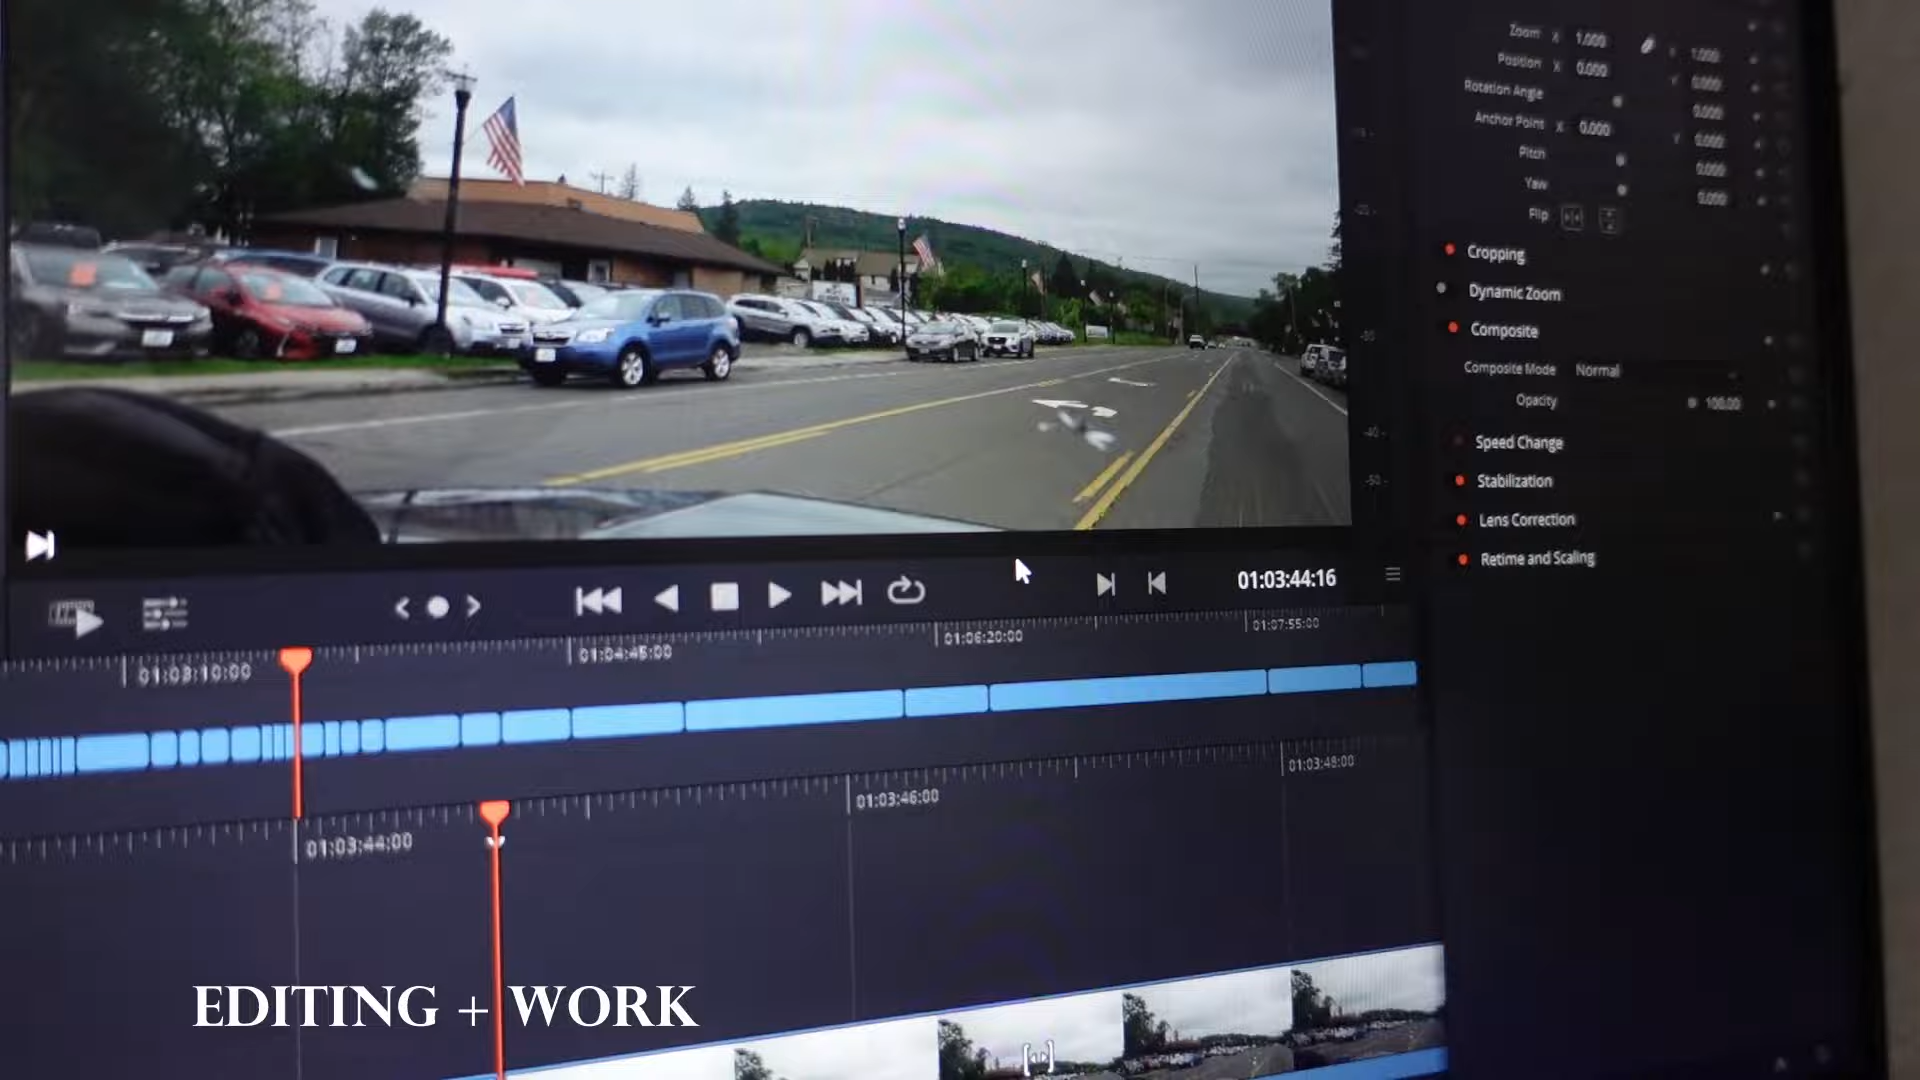 Zoom X 1.000 Y 1.000
Position X 0.000 Y 0.000
Rotation Angle 0.000
Anchor Point X 0.000 Y 0.000
Pitch 0.000
Yaw 0.000
Flip
Cropping
Dynamic Zoom
Composite
Composite Mode Normal
Opacity 100.00
Speed Change
Stabilization
Lens Correction
Retime and Scaling
-40
-50
01:03:44:16
01:03:10:00
01:04:45:00
01:06:20:00
01:07:55:00
01:03:44:00
01:03:46:00
01:03:48:00
EDITING + WORK